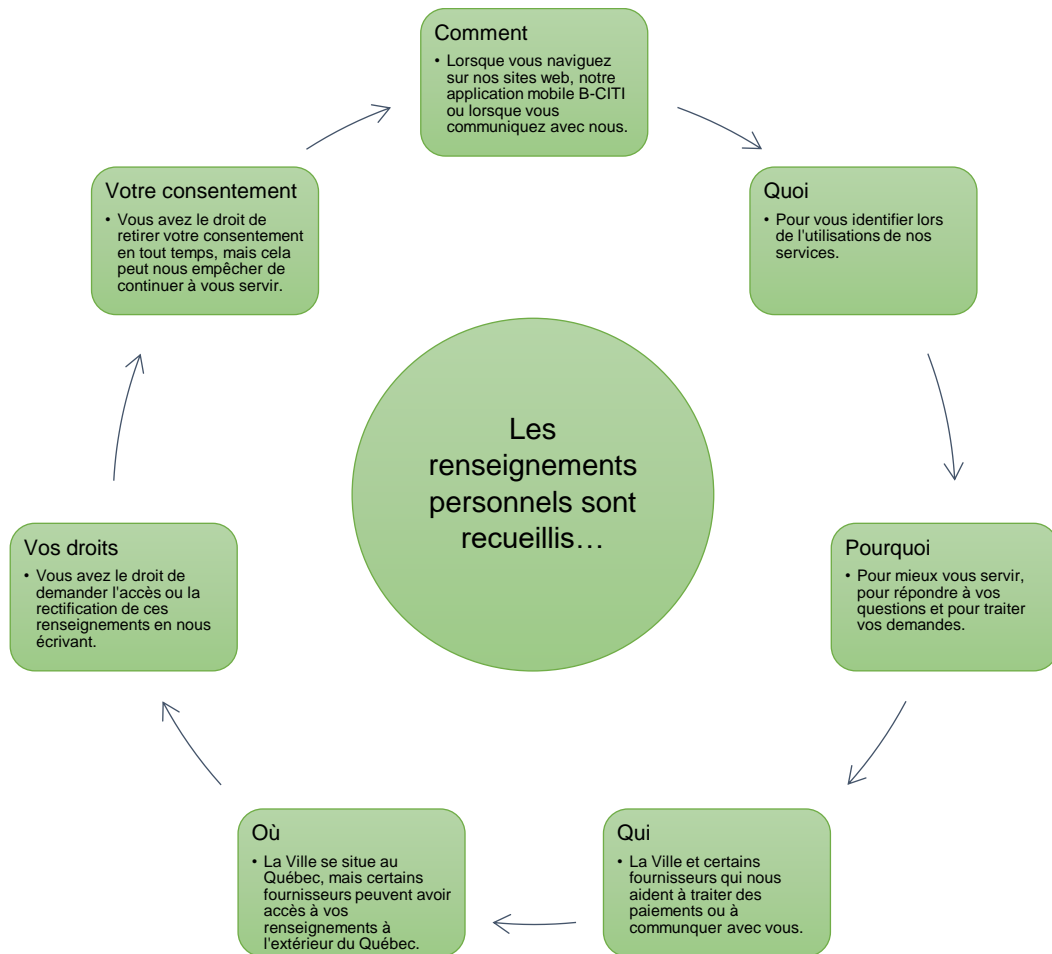 Comment
• Lorsque vous naviguez
sur nos sites web, notre
application mobile B-CITI
ou lorsque vous
communiquez avec nous.
Quoi
• Pour vous identifier lors
de l'utilisations de nos
services.
Pourquoi
• Pour mieux vous servir,
pour répondre à vos
questions et pour traiter
vos demandes.
Qui
• La Ville et certains
fournisseurs qui nous
aident à traiter des
paiements ou à
communquer avec vous.
Où
• La Ville se situe au
Québec, mais certains
fournisseurs peuvent avoir
accès à vos
renseignements à
l'extérieur du Québec.
Vos droits
• Vous avez le droit de
demander l'accès ou la
rectification de ces
renseignements en nous
écrivant.
Votre consentement
• Vous avez le droit de
retirer votre consentement
en tout temps, mais cela
peut nous empêcher de
continuer à vous servir.
Les
renseignements
personnels sont
recueillis…